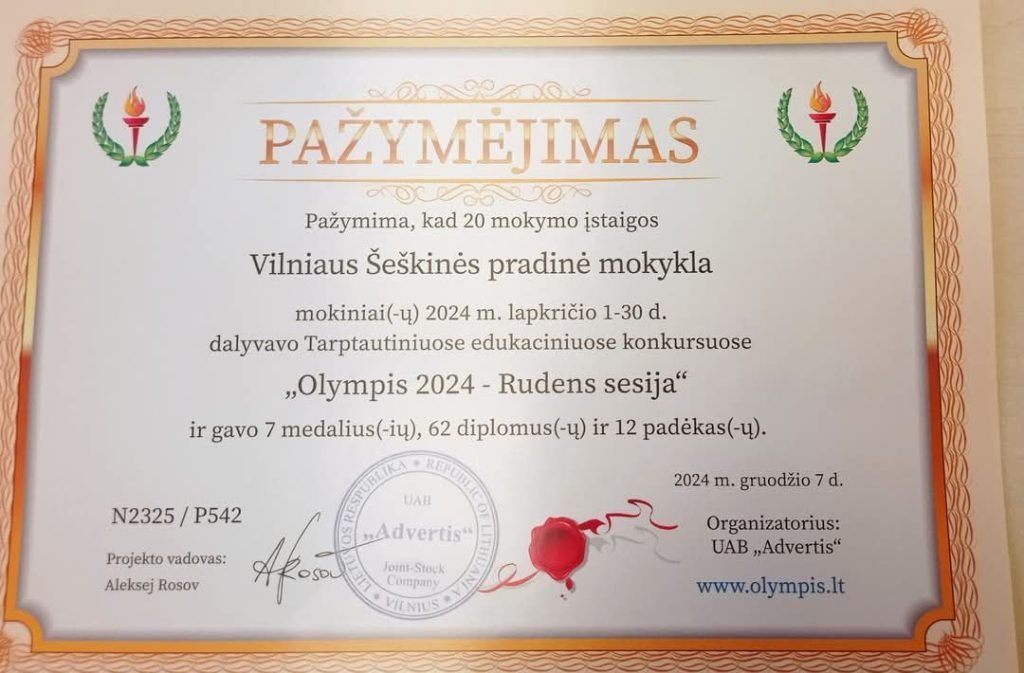 PAŽYMĖJIMAS
Pažymima, kad 20 mokymo įstaigos
Vilniaus Šeškinės pradinė mokykla
mokiniai(-ų) 2024 m. lapkričio 1-30 d.
dalyvavo Tarptautiniuose edukaciniuose konkursuose
„Olympis 2024 - Rudens sesija“
ir gavo 7 medalius(-ių), 62 diplomus(-ų) ir 12 padėkas(-ų).
2024 m. gruodžio 7 d.
N2325 / P542
Projekto vadovas:
Aleksej Rosov
ARosov
LIETUVOS RESPUBLIKA * REPUBLIC OF LITHUANIA
UAB
„Advertis“
Joint-Stock
Company
* VILNIUS *
Organizatorius:
UAB „Advertis“
www.olympis.lt